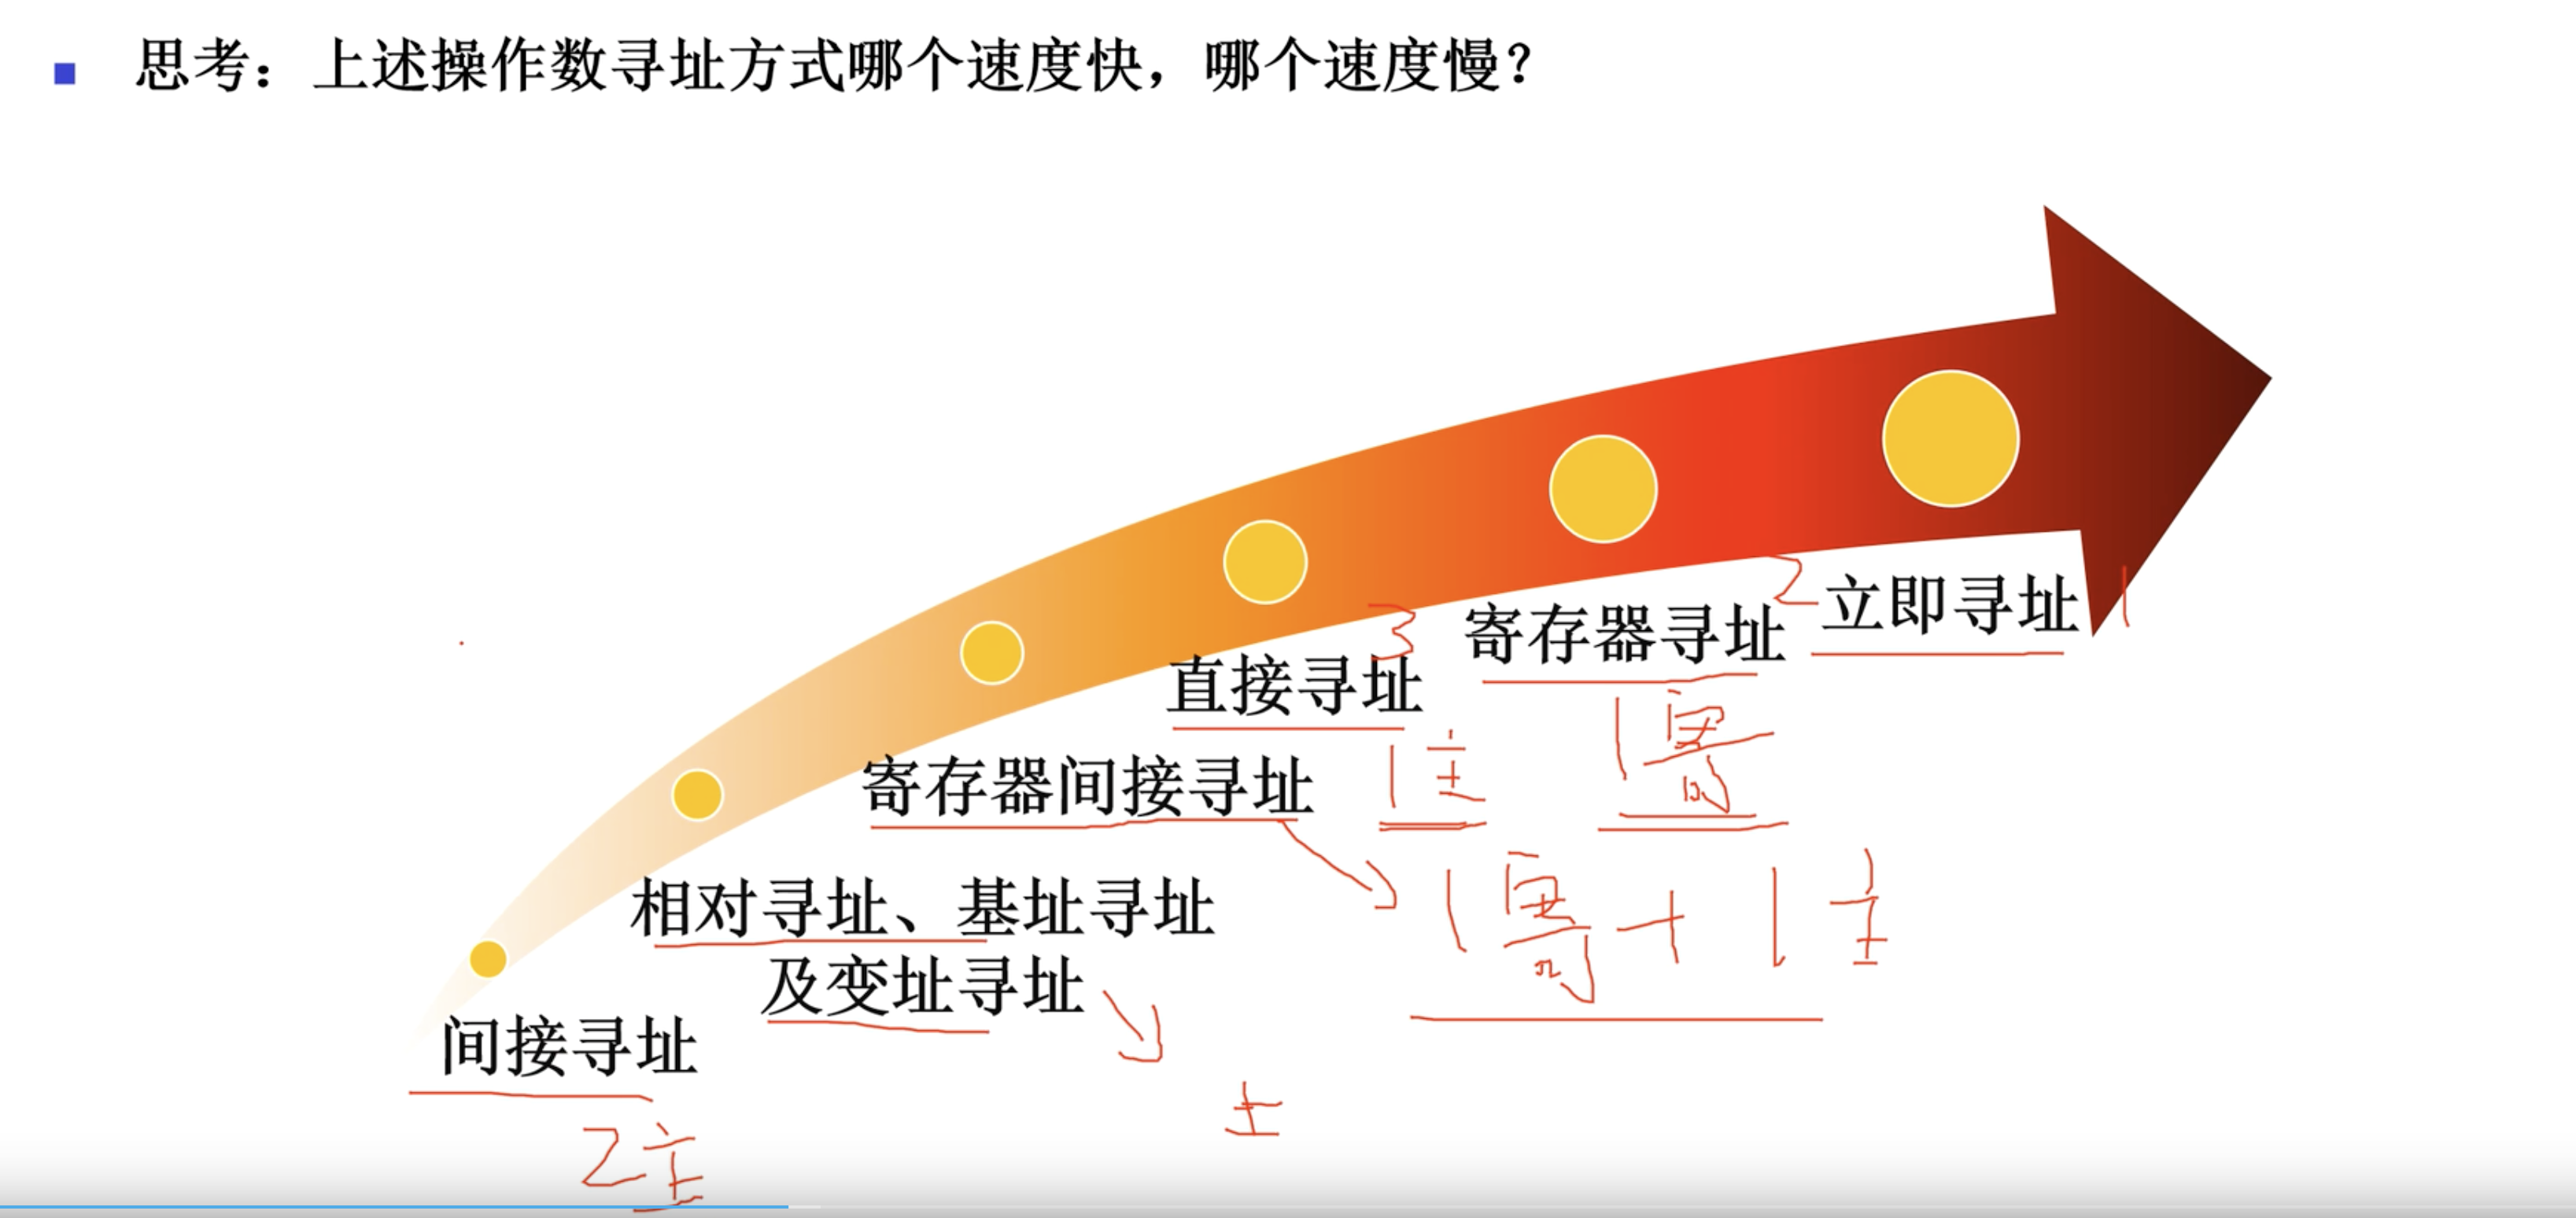 思考：上述操作数寻址方式哪个速度快，哪个速度慢？
2
立即寻址
1
3
寄存器寻址
直接寻址
1寄
1主
寄存器间接寻址
1寄+1主
相对寻址、基址寻址
及变址寻址
间接寻址
2主